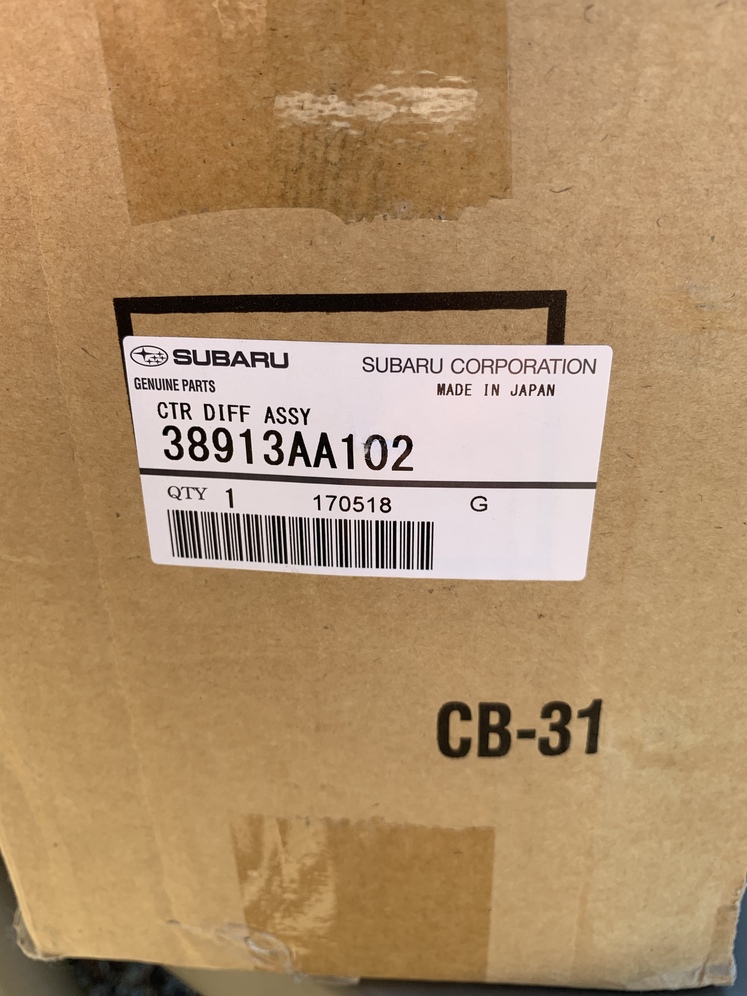 SUBARU SUBARU CORPORATION
GENUINE PARTS MADE IN JAPAN
CTR DIFF ASSY
38913AA102
QTY 1 170518 G
CB-31